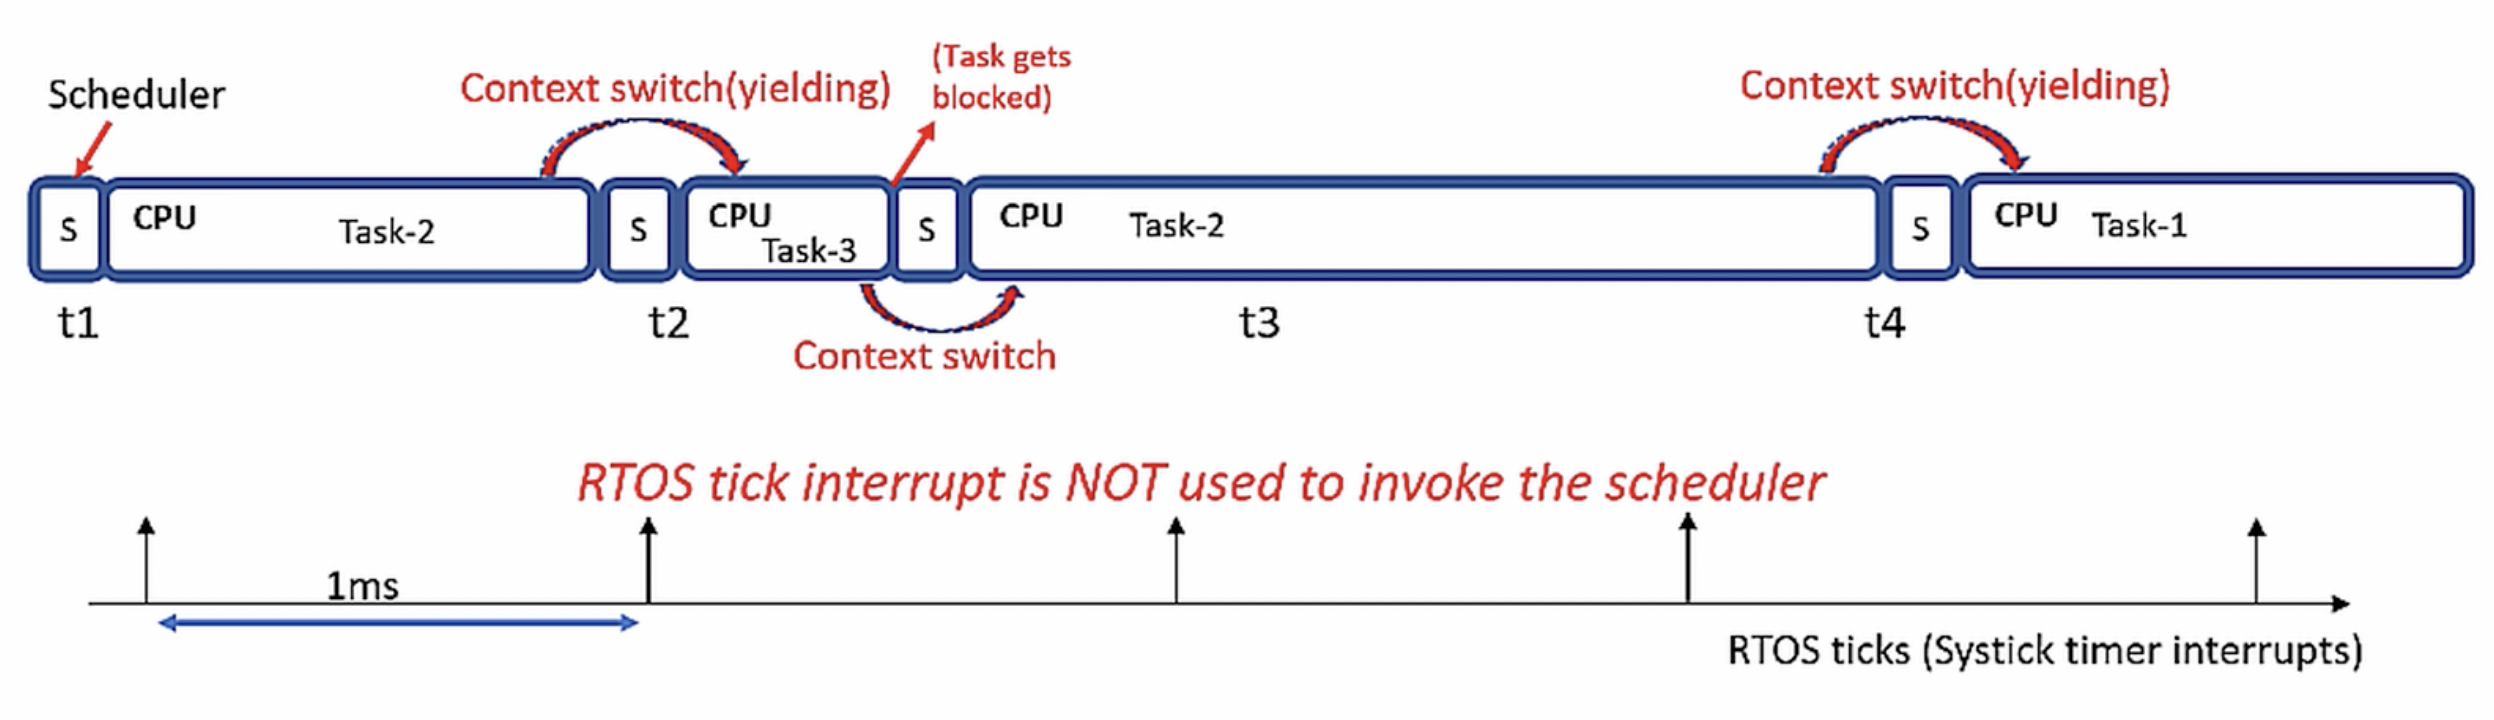 (Task gets
blocked)
Scheduler
Context switch(yielding)
Context switch(yielding)
S
CPU
Task-2
S
CPU
Task-3
S
CPU
Task-2
S
CPU
Task-1
t1
t2
t3
t4
Context switch
RTOS tick interrupt is NOT used to invoke the scheduler
1ms
RTOS ticks (Systick timer interrupts)